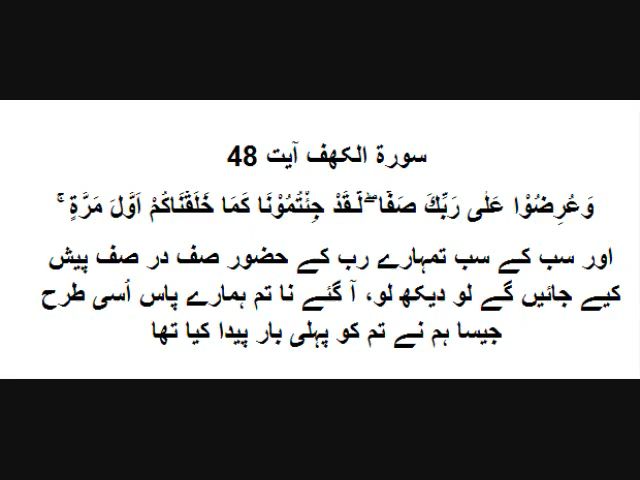 سورۃ الکھف آیت 48
وَعُرِضُوْا عَلٰی رَبِّكَ صَفًّا ؕ لَقَدْ جِئْتُمُوْنَا كَمَا خَلَقْنَاكُمْ اَوَّلَ مَرَّةٍ ۚ
اور سب کے سب تمہارے رب کے حضور صف در صف پیش
کیے جائیں گے لو دیکھ لو، آ گئے نا تم ہمارے پاس اُسی طرح
جیسا ہم نے تم کو پہلی بار پیدا کیا تھا